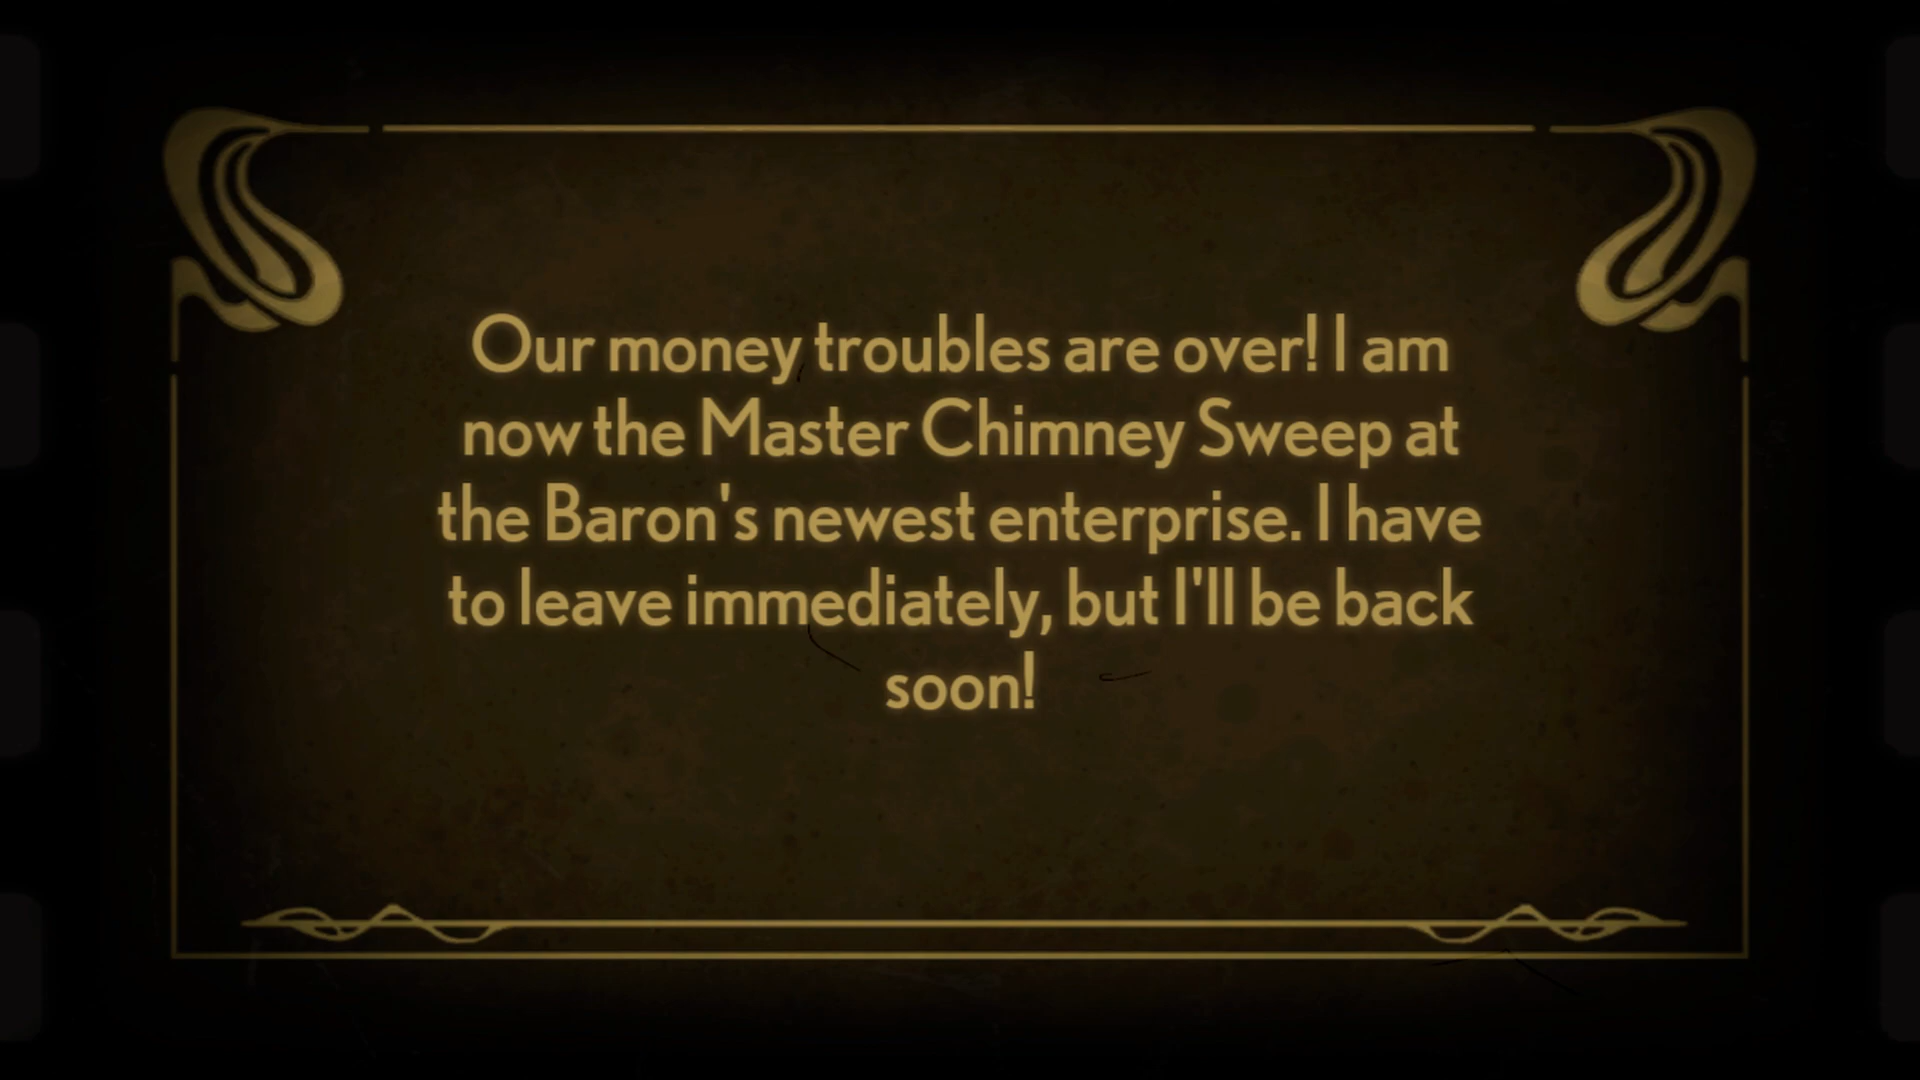 Our money troubles are over! I am
now the Master Chimney Sweep at
the Baron's newest enterprise. I have
to leave immediately, but I'll be back
soon!